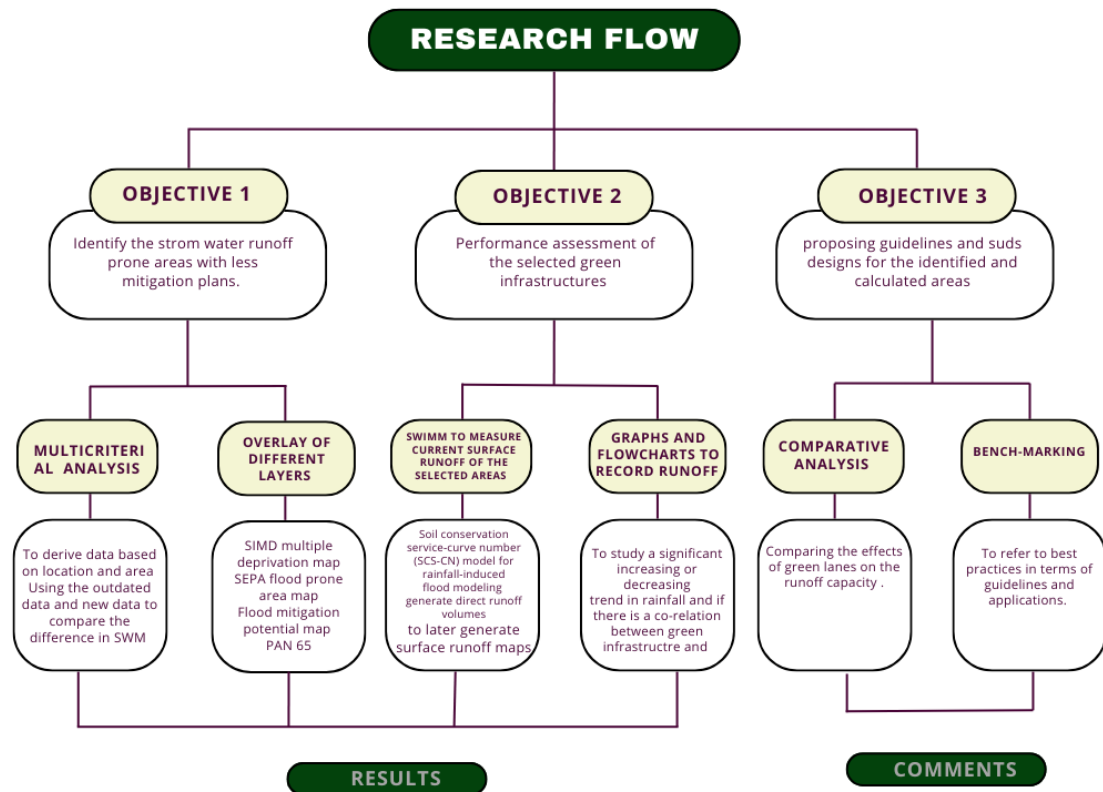 RESEARCH FLOW
OBJECTIVE 1
Identify the strom water runoff
prone areas with less
mitigation plans.
OBJECTIVE 2
Performance assessment of
the selected green
infrastructures
OBJECTIVE 3
proposing guidelines and suds
designs for the identified and
calculated areas
MULTICRITERI
AL ANALYSIS
To derive data based
on location and area
Using the outdated
data and new data to
compare the
difference in SWM
OVERLAY OF
DIFFERENT
LAYERS
SIMD multiple
deprivation map
SEPA flood prone
area map
Flood mitigation
potential map
PAN 65
SWIMM TO MEASURE
CURRENT SURFACE
RUNOFF OF THE
SELECTED AREAS
Soil conservation
service-curve number
(SCS-CN) model for
rainfall-induced
flood modeling
generate direct runoff
volumes
to later generate
surface runoff maps
GRAPHS AND
FLOWCHARTS TO
RECORD RUNOFF
To study a significant
increasing or
decreasing
trend in rainfall and if
there is a co-relation
between green
infrastructre and
COMPARATIVE
ANALYSIS
Comparing the effects
of green lanes on the
runoff capacity .
BENCH-MARKING
To refer to best
practices in terms of
guidelines and
applications.
RESULTS
COMMENTS